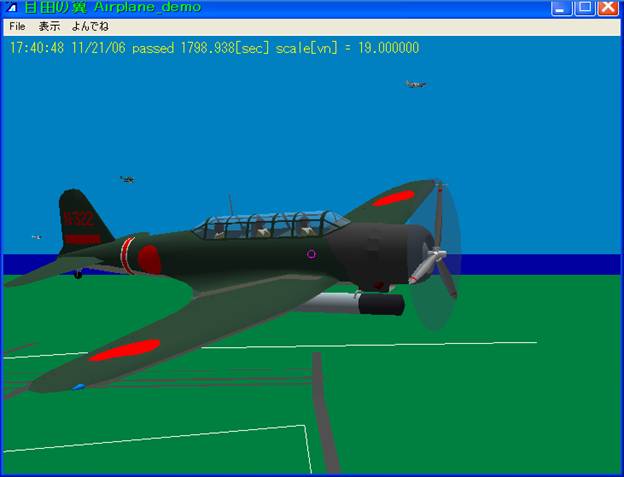 自由の翼 Airplane_demo
File 表示 よんでね
17:40:48 11/21/06 passed 1798.938[sec] scale[vn] = 19.000000